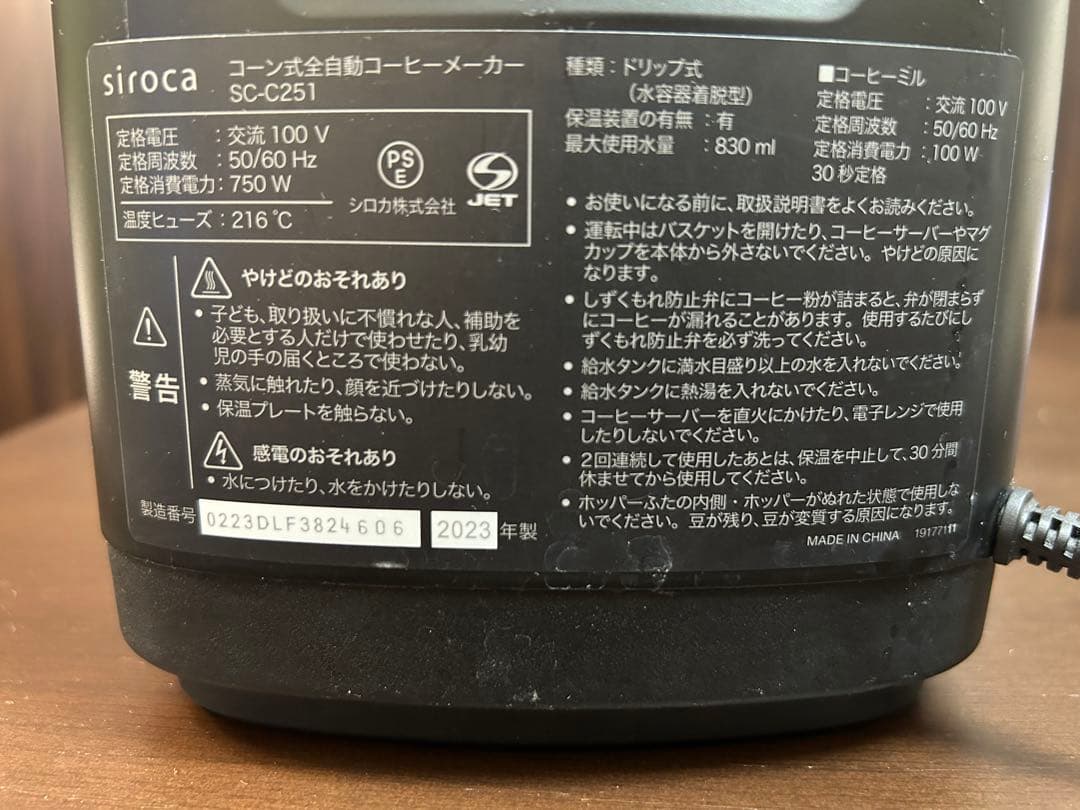 siroca コーン式全自動コーヒーメーカー
SC-C251
定格電圧 : 交流 100 V
定格周波数 : 50/60 Hz
定格消費電力 : 750 W
温度ヒューズ : 216 ℃
PS
E
シロカ株式会社
JET
警告
やけどのおそれあり
• 子ども、取り扱いに不慣れな人、補助を
必要とする人だけで使わせたり、乳幼
児の手の届くところで使わない。
• 蒸気に触れたり、顔を近づけたりしない。
• 保温プレートを触らない。
感電のおそれあり
• 水につけたり、水をかけたりしない。
製造番号 0223DLF3824606 2023 年製
種類 : ドリップ式
(水容器着脱型)
保温装置の有無 : 有
最大使用水量 : 830 ml
■コーヒーミル
定格電圧 : 交流 100 V
定格周波数 : 50/60 Hz
定格消費電力 : 100 W
30 秒定格
• お使いになる前に、取扱説明書をよくお読みください。
• 運転中はバスケットを開けたり、コーヒーサーバーやマグ
カップを本体から外さないでください。やけどの原因に
なります。
• しずくもれ防止弁にコーヒー粉が詰まると、弁が閉まらず
にコーヒーが漏れることがあります。使用するたびにし
ずくもれ防止弁を必ず洗ってください。
• 給水タンクに満水目盛り以上の水を入れないでください。
• 給水タンクに熱湯を入れないでください。
• コーヒーサーバーを直火にかけたり、電子レンジで使用
したりしないでください。
• 2回連続して使用したあとは、保温を中止して、30 分間
休ませてから使用してください。
• ホッパーふたの内側・ホッパーがぬれた状態で使用しな
いでください。豆が残り、豆が変質する原因になります。
MADE IN CHINA 19177111